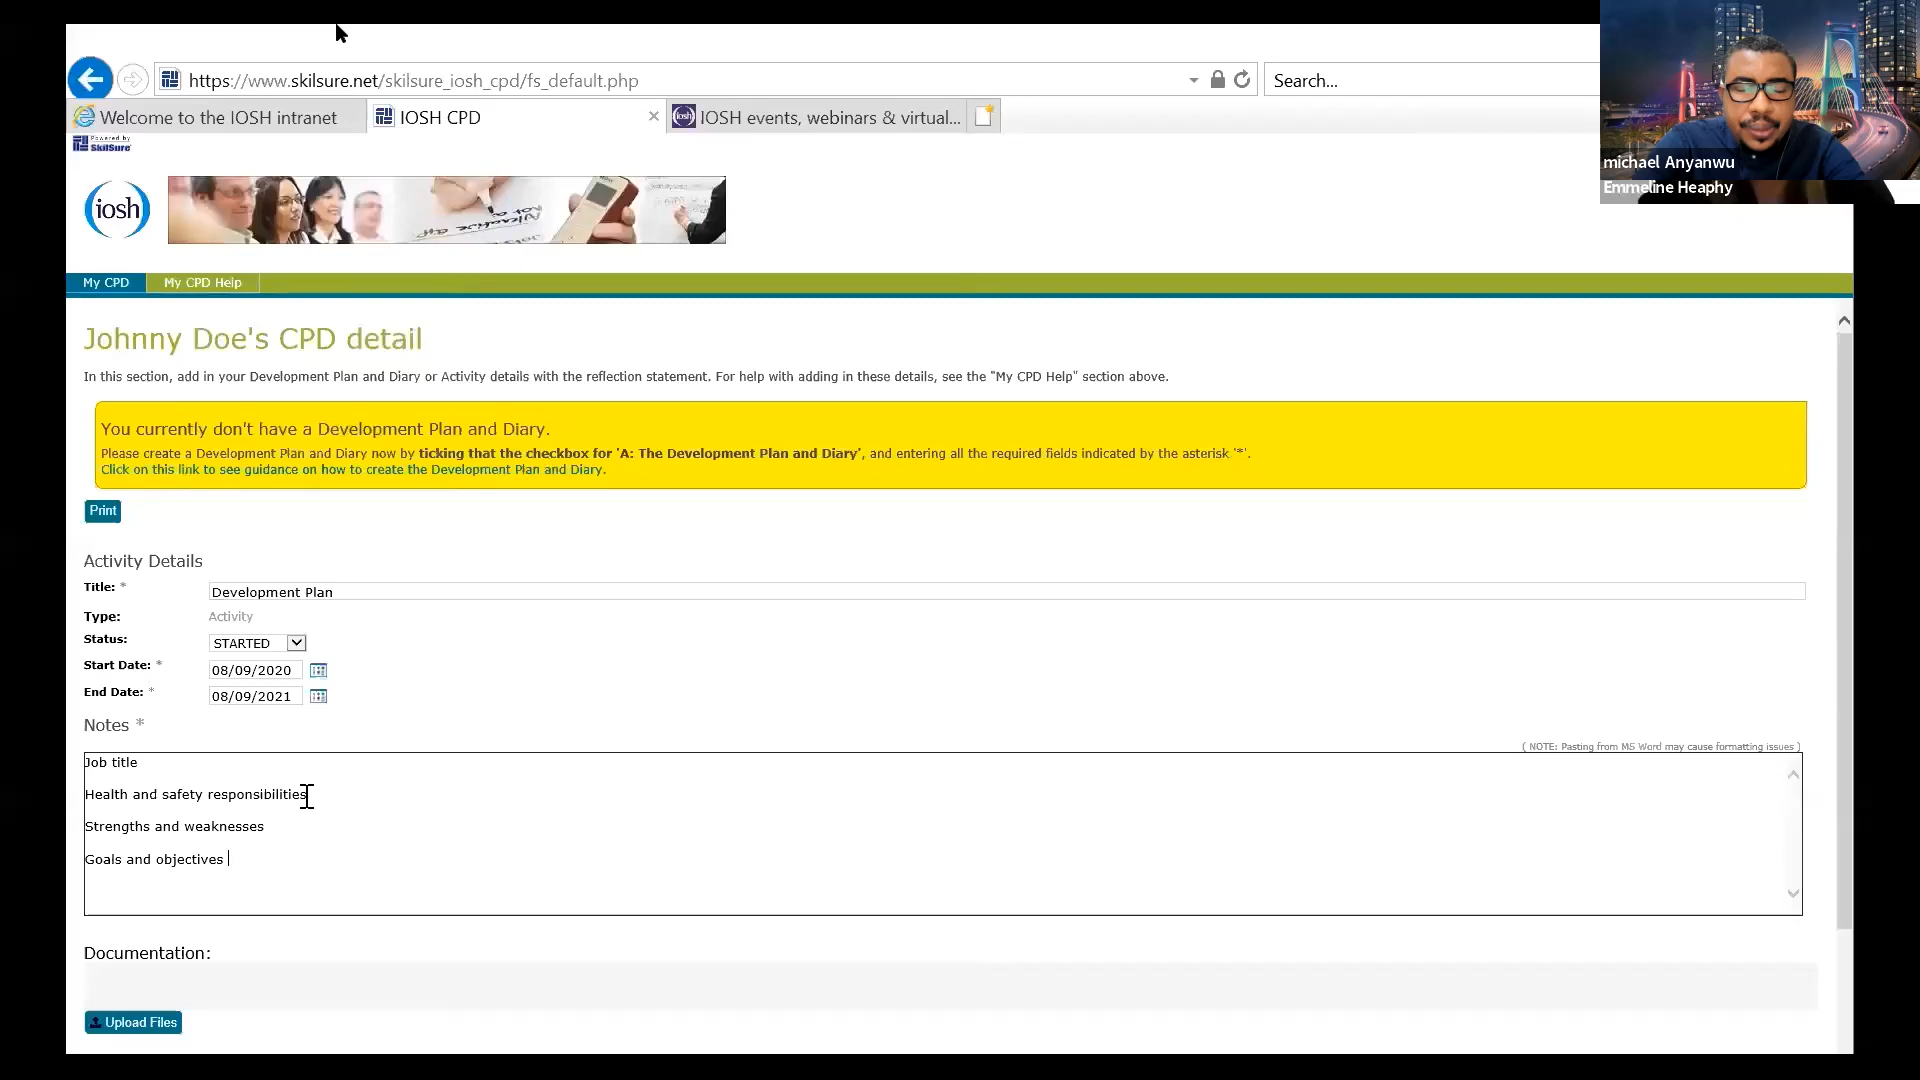 https://www.skilsure.net/skilsure_iosh_cpd/fs_default.php
Search...
Welcome to the IOSH intranet
IOSH CPD
IOSH events, webinars & virtual...
Powered by
SkilSure
iosh
michael Anyanwu
Emmeline Heaphy
My CPD
My CPD Help
Johnny Doe's CPD detail
In this section, add in your Development Plan and Diary or Activity details with the reflection statement. For help with adding in these details, see the "My CPD Help" section above.
You currently don't have a Development Plan and Diary.
Please create a Development Plan and Diary now by ticking that the checkbox for 'A: The Development Plan and Diary', and entering all the required fields indicated by the asterisk '*'.
Click on this link to see guidance on how to create the Development Plan and Diary.
Print
Activity Details
Title: * Development Plan
Type: Activity
Status: STARTED
Start Date: * 08/09/2020
End Date: * 08/09/2021
Notes *
( NOTE: Pasting from MS Word may cause formatting issues )
Job title
Health and safety responsibilities
Strengths and weaknesses
Goals and objectives
Documentation:
Upload Files